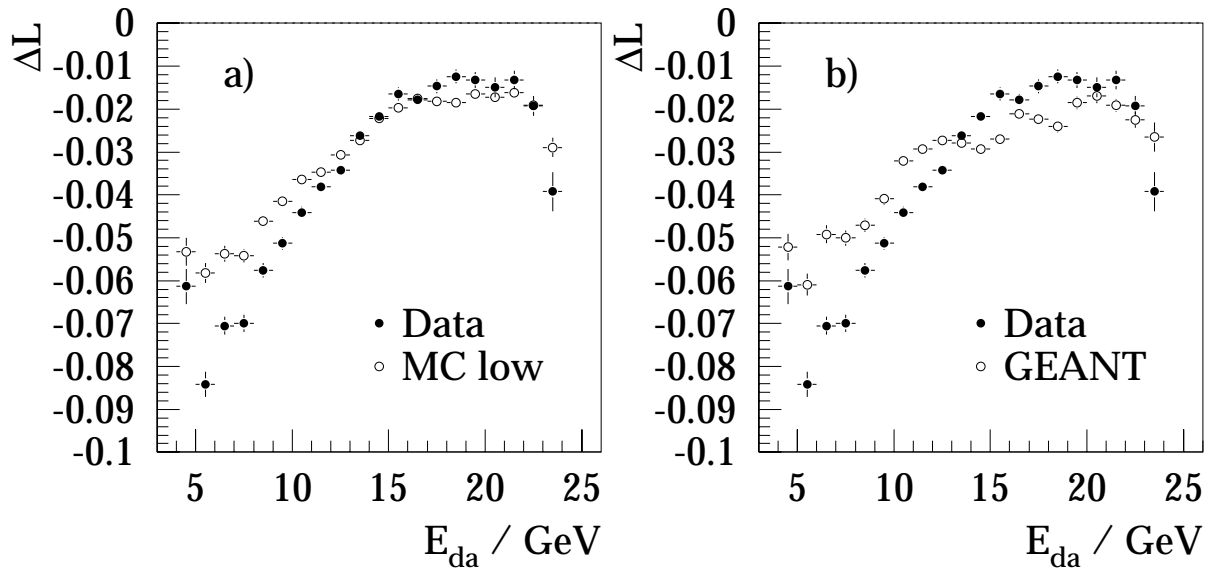 ΔL
0
-0.01
-0.02
-0.03
-0.04
-0.05
-0.06
-0.07
-0.08
-0.09
-0.1
a)
Data
MC low
5 10 15 20 25
E_da / GeV
ΔL
0
-0.01
-0.02
-0.03
-0.04
-0.05
-0.06
-0.07
-0.08
-0.09
-0.1
b)
Data
GEANT
5 10 15 20 25
E_da / GeV